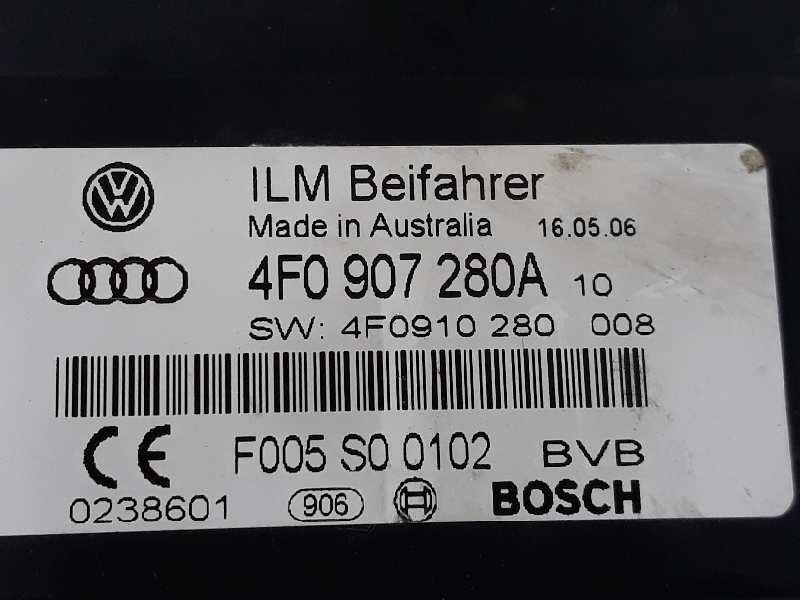 ILM Beifahrer
Made in Australia 16.05.06
4F0 907 280A 10
SW: 4F0910 280 008
CE F005 S0 0102 BVB
0238601 906 BOSCH